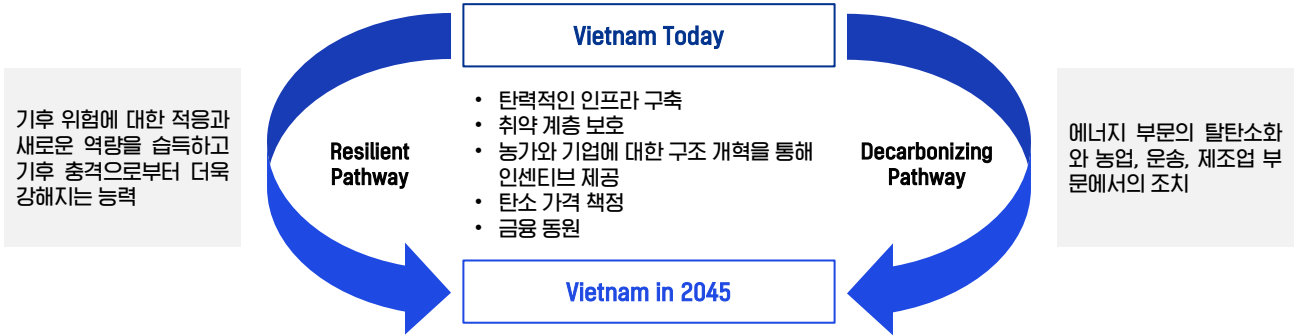 Vietnam Today
기후 위험에 대한 적응과
새로운 역량을 습득하고
기후 충격으로부터 더욱
강해지는 능력
Resilient
Pathway
• 탄력적인 인프라 구축
• 취약 계층 보호
• 농가와 기업에 대한 구조 개혁을 통해
인센티브 제공
• 탄소 가격 책정
• 금융 동원
Decarbonizing
Pathway
에너지 부문의 탈탄소화
와 농업, 운송, 제조업 부
문에서의 조치
Vietnam in 2045